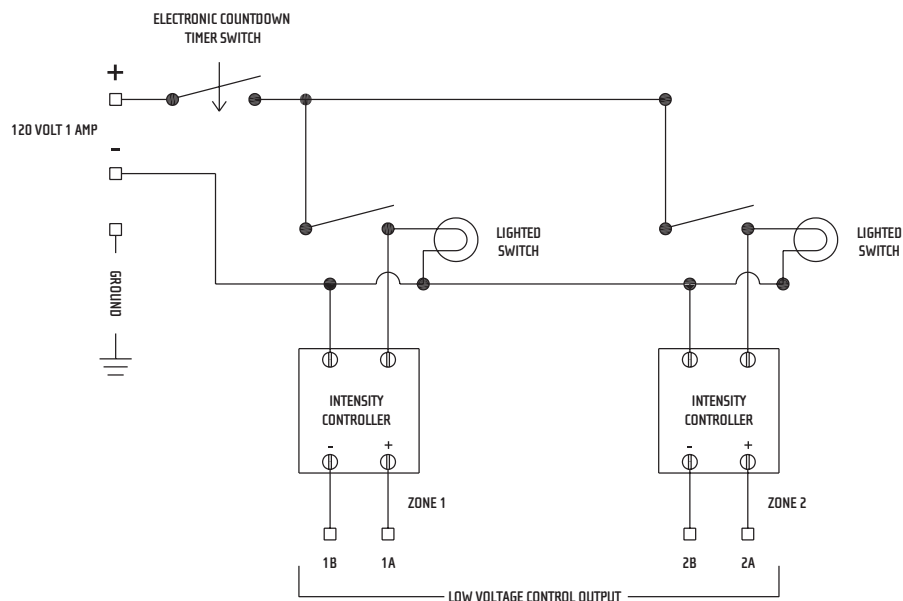 ELECTRONIC COUNTDOWN
TIMER SWITCH
+
120 VOLT 1 AMP
-
GROUND
LIGHTED
SWITCH
LIGHTED
SWITCH
INTENSITY
CONTROLLER
- +
INTENSITY
CONTROLLER
- +
ZONE 1
ZONE 2
1B 1A
2B 2A
LOW VOLTAGE CONTROL OUTPUT